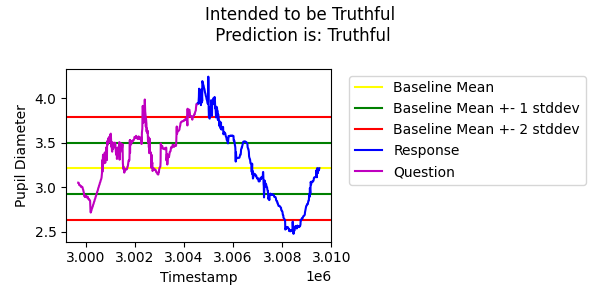 Intended to be Truthful
Prediction is: Truthful
Pupil Diameter
4.0
3.5
3.0
2.5
3.000 3.002 3.004 3.006 3.008 3.010
1e6
Timestamp
Baseline Mean
Baseline Mean +- 1 stddev
Baseline Mean +- 2 stddev
Response
Question